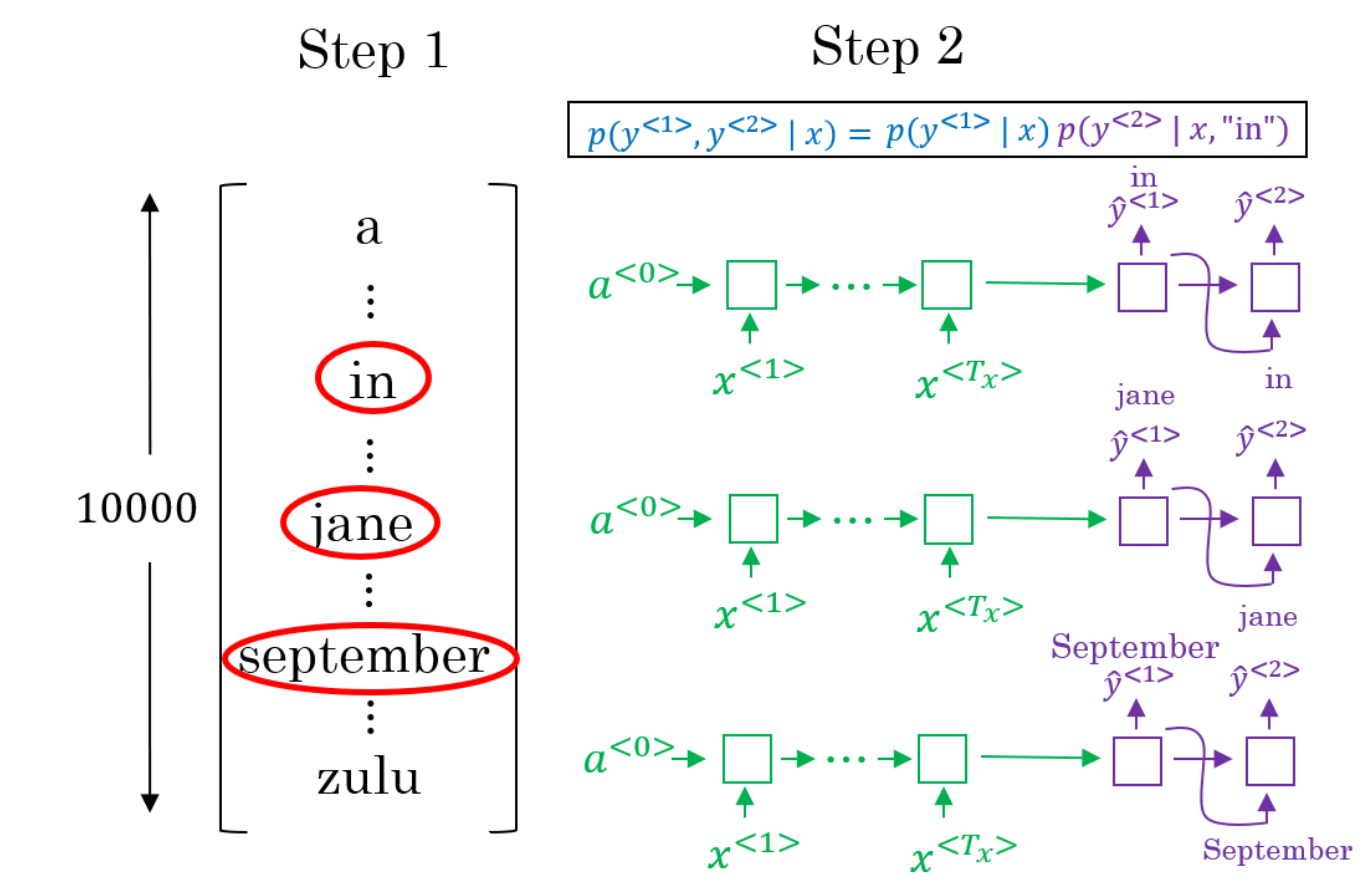 Step 1
Step 2
p(y<1>, y<2> | x) = p(y<1> | x) p(y<2> | x, "in")
10000
a
⋮
in
⋮
jane
⋮
september
⋮
zulu
in
ŷ<1> ŷ<2>
a<0> ⋯
x<1> x<Tₓ>
in
jane
ŷ<1> ŷ<2>
a<0> ⋯
x<1> x<Tₓ>
jane
September
ŷ<1> ŷ<2>
a<0> ⋯
x<1> x<Tₓ>
September